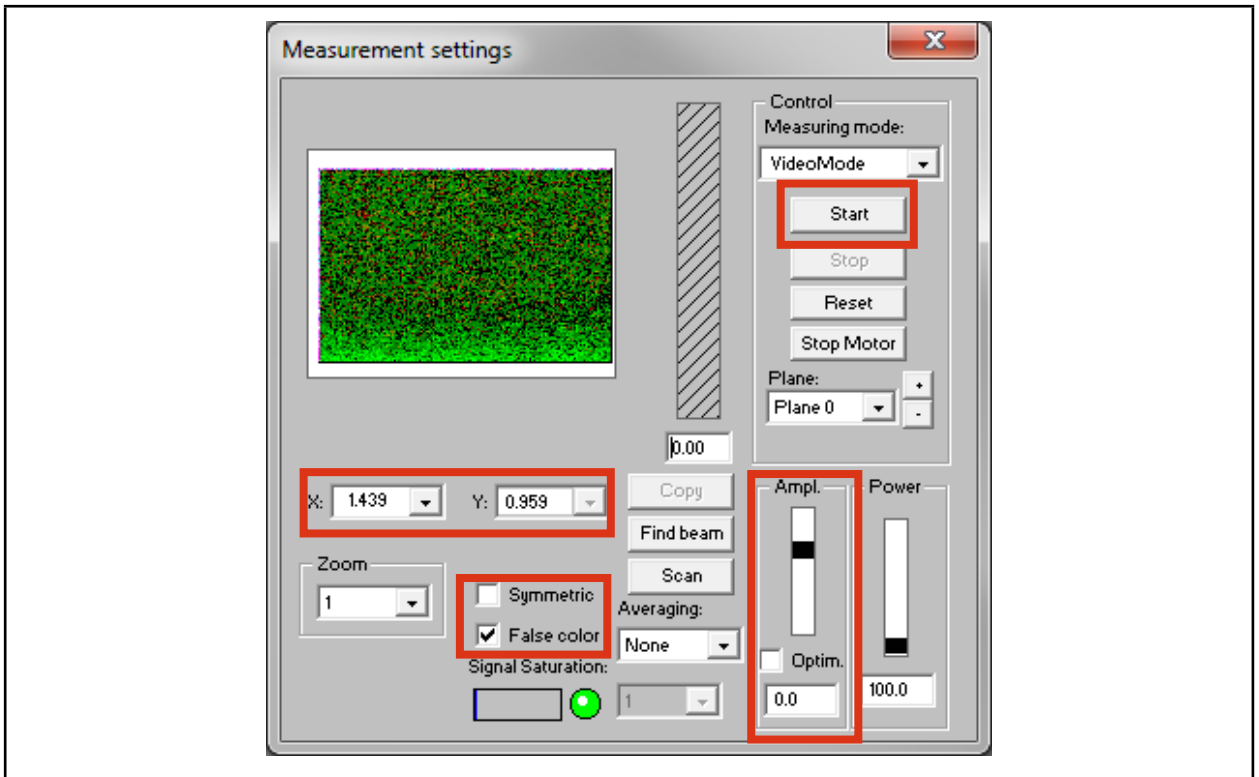 Measurement settings
Control
Measuring mode:
VideoMode
Start
Stop
Reset
Stop Motor
Plane:
Plane 0
+
-
0.00
X: 1.439
Y: 0.959
Copy
Find beam
Scan
Zoom
1
Symmetric
False color
Averaging:
None
Signal Saturation:
1
Ampl.
Optim.
0.0
Power
100.0